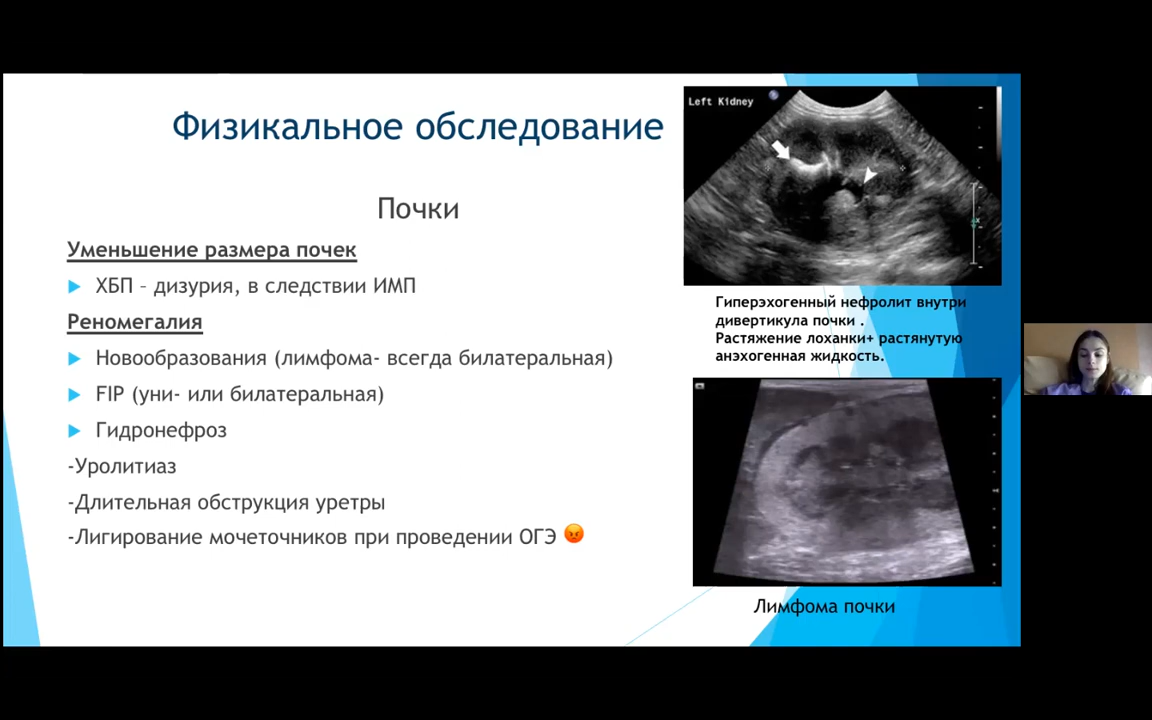 Физикальное обследование
Почки
Уменьшение размера почек
ХБП – дизурия, в следствии ИМП
Реномегалия
Новообразования (лимфома- всегда билатеральная)
FIP (уни- или билатеральная)
Гидронефроз
-Уролитиаз
-Длительная обструкция уретры
-Лигирование мочеточников при проведении ОГЭ
Left Kidney
Гиперэхогенный нефролит внутри
дивертикула почки .
Растяжение лоханки+ растянутую
анэхогенная жидкость.
Лимфома почки